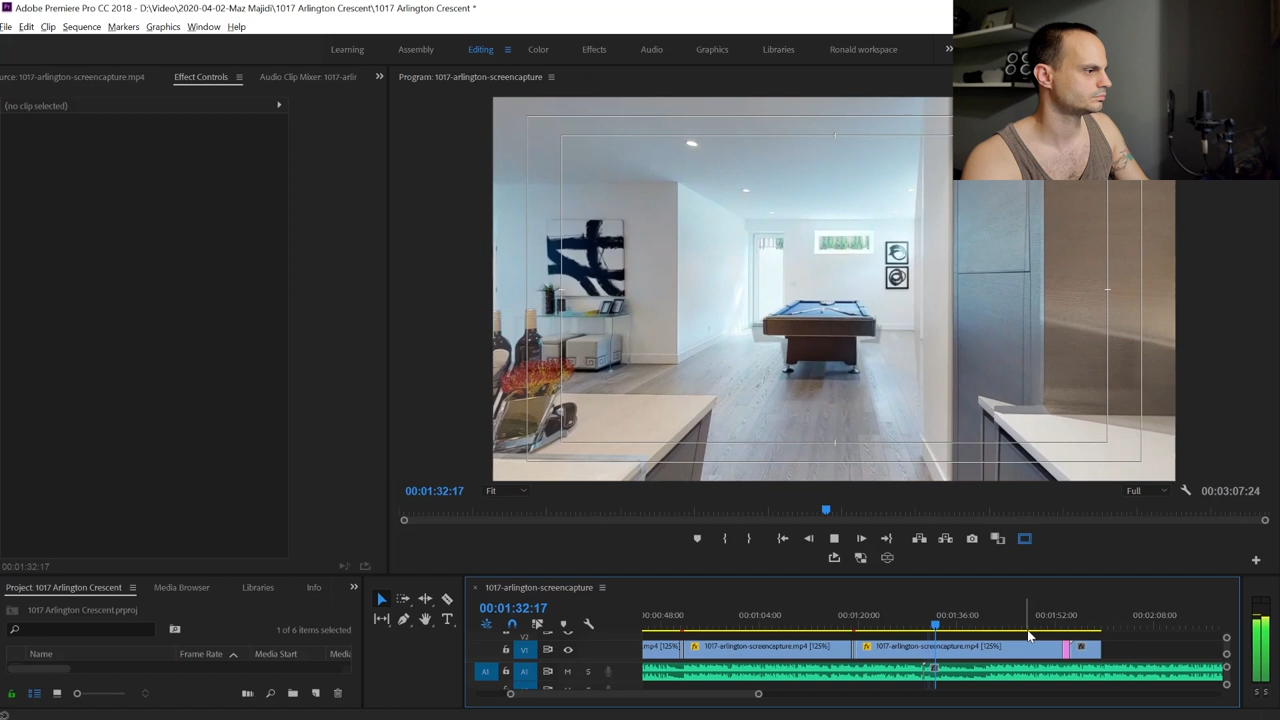 Adobe Premiere Pro CC 2018 - D:\Video\2020-04-02-Maz Majidi\1017 Arlington Crescent\1017 Arlington Crescent *
File Edit Clip Sequence Markers Graphics Window Help
Learning Assembly Editing Color Effects Audio Graphics Libraries Ronald workspace
urce: 1017-arlington-screencapture.mp4 Effect Controls Audio Clip Mixer: 1017-arlin Program: 1017-arlington-screencapture
(no clip selected)
00:01:32:17 Fit Full 00:03:07:24
00:01:32:17
Project: 1017 Arlington Crescent Media Browser Libraries Info 1017-arlington-screencapture
00:01:32:17
1017 Arlington Crescent.prproj
00:00:48:00 00:01:04:00 00:01:20:00 00:01:36:00 00:01:52:00 00:02:08:00
1 of 6 items selected
V2
Name Frame Rate Media Start Media
V1 mp4 [125%] fx 1017-arlington-screencapture.mp4 [125%] fx 1017-arlington-screencapture.mp4 [125%]
A1 A1 M S
S S